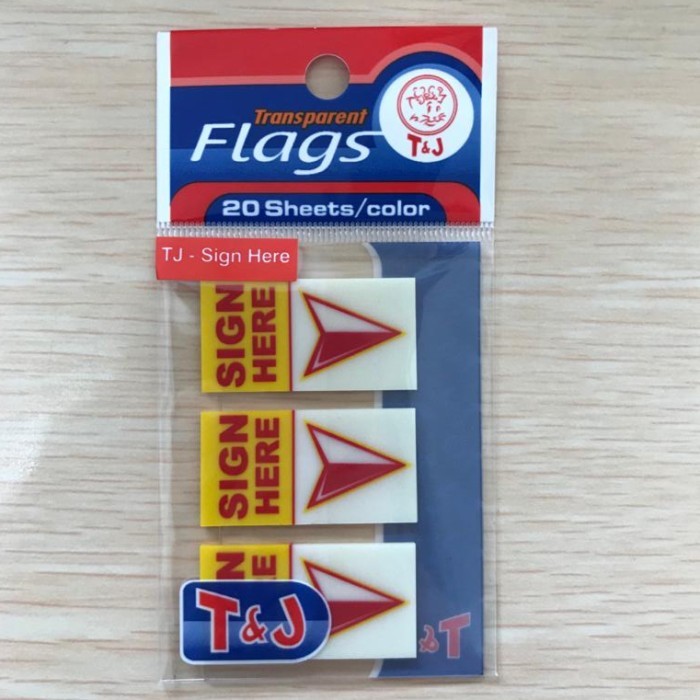 Transparent
Flags
T&J
20 Sheets/color
TJ - Sign Here
SIGN
HERE
SIGN
HERE
N
E
T&J
T&